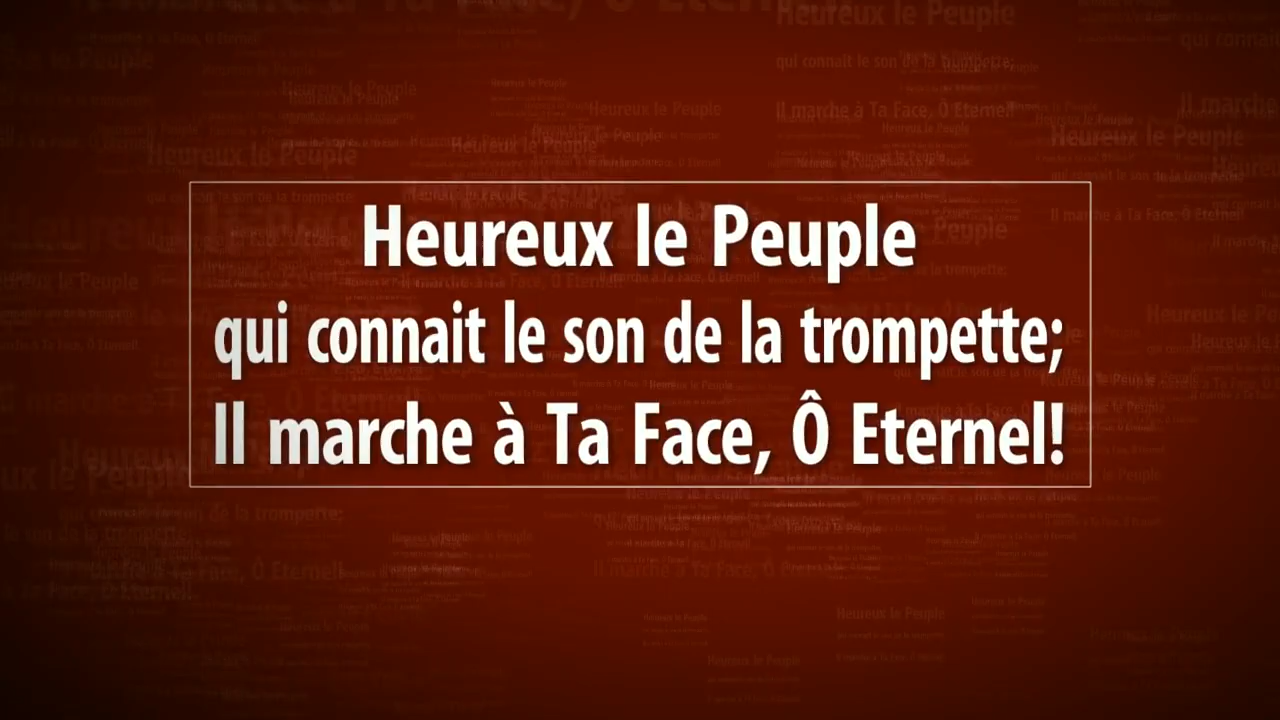 Heureux le Peuple
qui connait le son de la trompette;
Il marche à Ta Face, Ô Eternel!